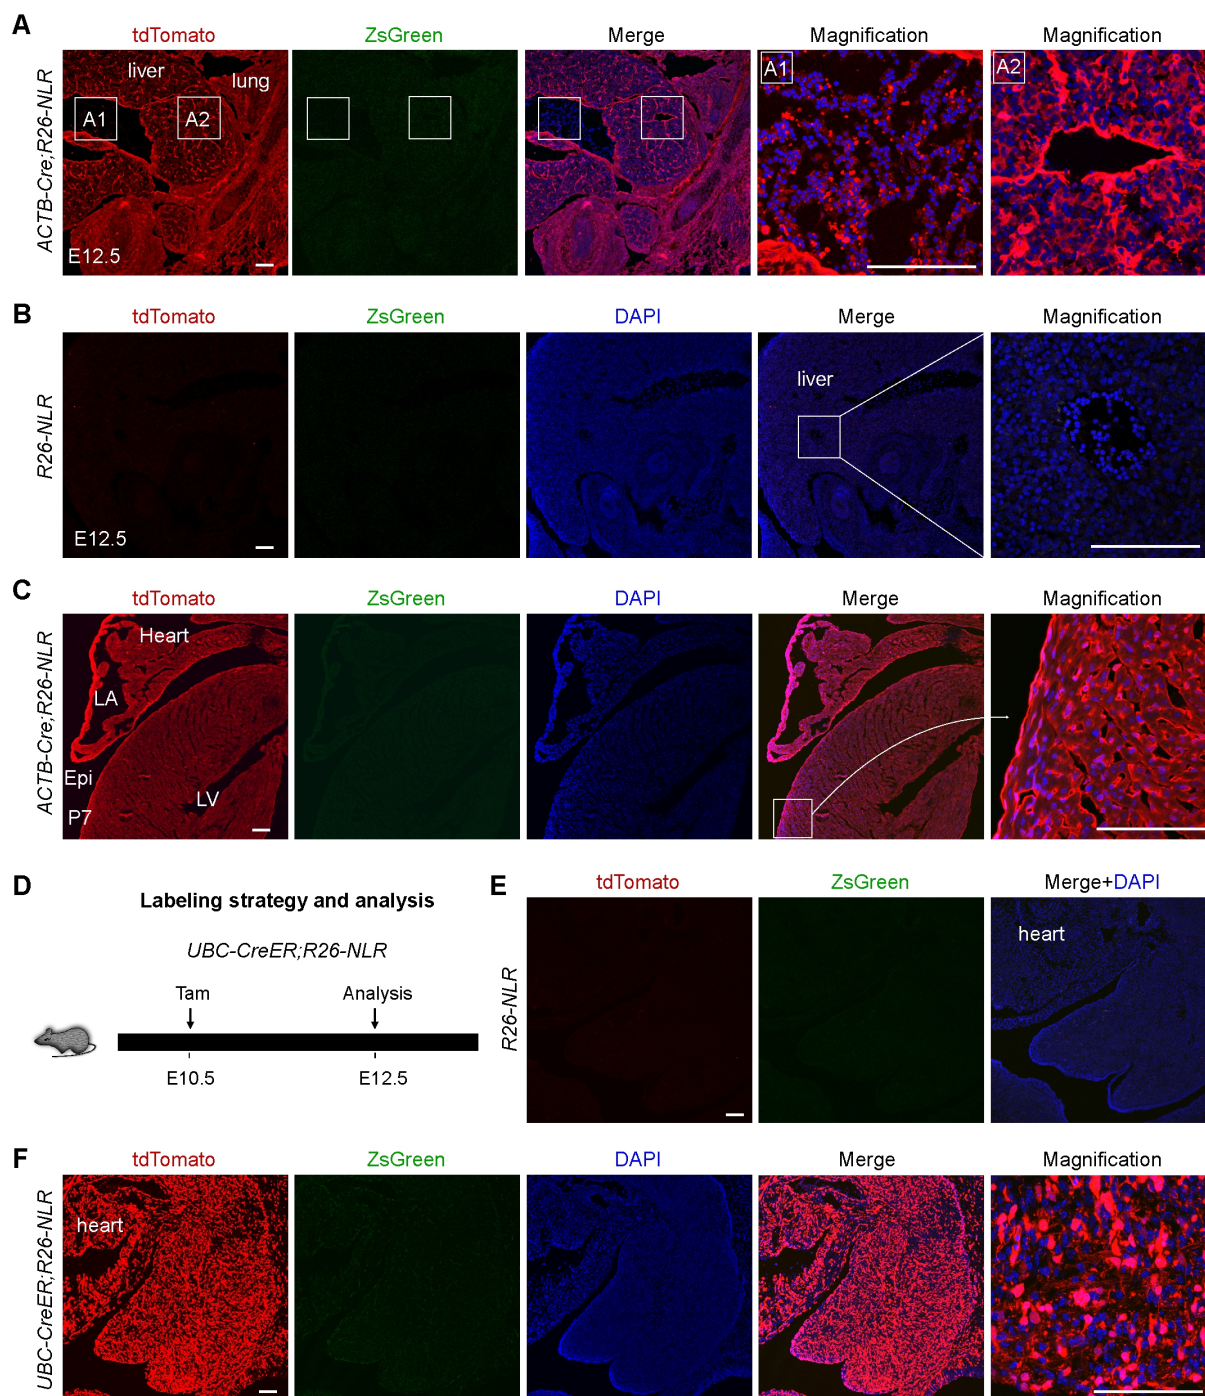 A
tdTomato ZsGreen Merge Magnification Magnification
ACTB-Cre;R26-NLR
liver lung
A1 A2
E12.5
A1
A2
B
tdTomato ZsGreen DAPI Merge Magnification
R26-NLR
E12.5
liver
C
tdTomato ZsGreen DAPI Merge Magnification
ACTB-Cre;R26-NLR
Heart
LA
Epi
LV
P7
D
Labeling strategy and analysis
UBC-CreER;R26-NLR
Tam Analysis
E10.5 E12.5
E
tdTomato ZsGreen Merge+DAPI
R26-NLR
heart
F
tdTomato ZsGreen DAPI Merge Magnification
UBC-CreER;R26-NLR
heart